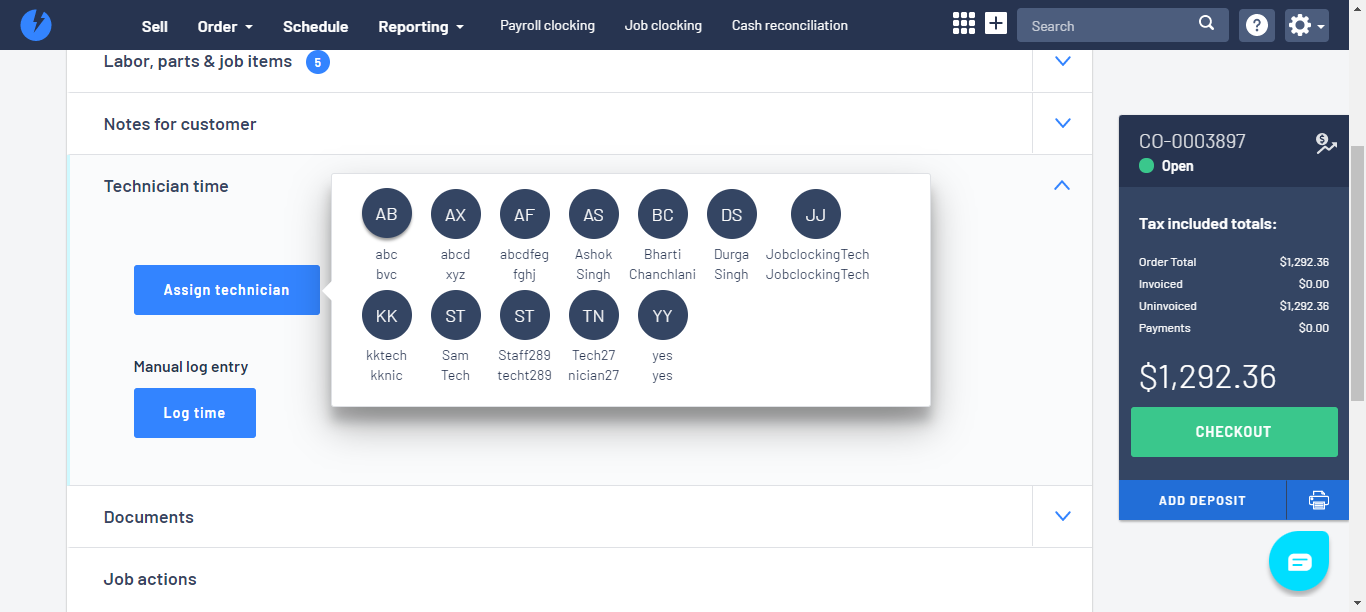 Sell Order Schedule Reporting Payroll clocking Job clocking Cash reconciliation Search
Labor, parts & job items 5
Notes for customer
Technician time
Assign technician
AB AX AF AS BC DS JJ
abc abcd abcdfeg Ashok Bharti Durga JobclockingTech
bvc xyz fghj Singh Chanchlani Singh JobclockingTech
KK ST ST TN YY
kktech Sam Staff289 Tech27 yes
kknic Tech techt289 nician27 yes
Manual log entry
Log time
Documents
Job actions
CO-0003897
Open
Tax included totals:
Order Total $1,292.36
Invoiced $0.00
Uninvoiced $1,292.36
Payments $0.00
$1,292.36
CHECKOUT
ADD DEPOSIT